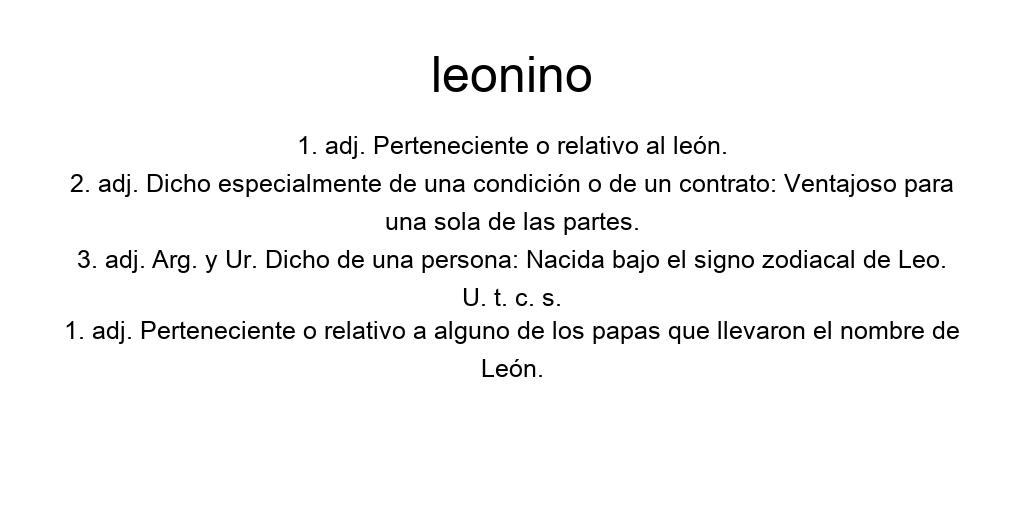 leonino
1. adj. Perteneciente o relativo al león.
2. adj. Dicho especialmente de una condición o de un contrato: Ventajoso para
una sola de las partes.
3. adj. Arg. y Ur. Dicho de una persona: Nacida bajo el signo zodiacal de Leo.
U. t. c. s.
1. adj. Perteneciente o relativo a alguno de los papas que llevaron el nombre de
León.